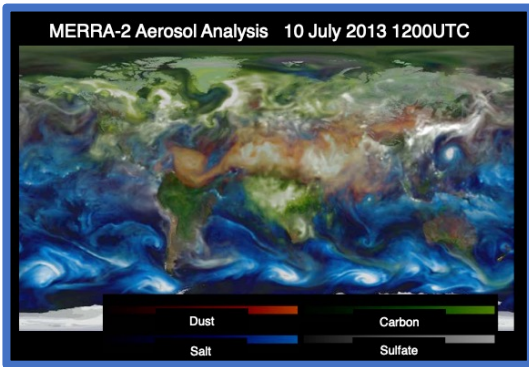 MERRA-2 Aerosol Analysis 10 July 2013 1200UTC
Dust Carbon
Salt Sulfate